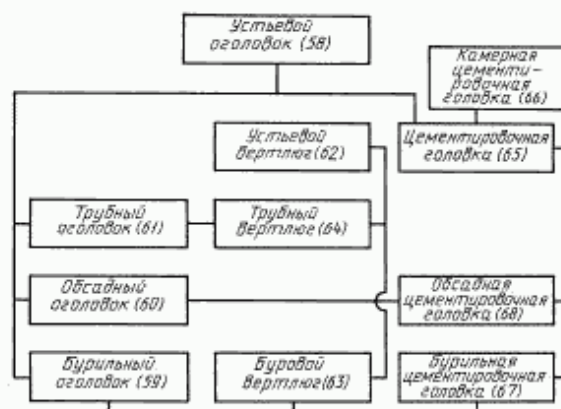 Устьевой
оголовок (58)
Камерная
цементи-
ровочная
головка (66)
Устьевой
вертлюг (62)
Цементировочная
головка (65)
Трубный
оголовок (61)
Трубный
вертлюг (64)
Обсадный
оголовок (60)
Обсадная
цементировочная
головка (68)
Бурильный
оголовок (59)
Буровой
вертлюг (63)
Бурильная
цементировочная
головка (67)